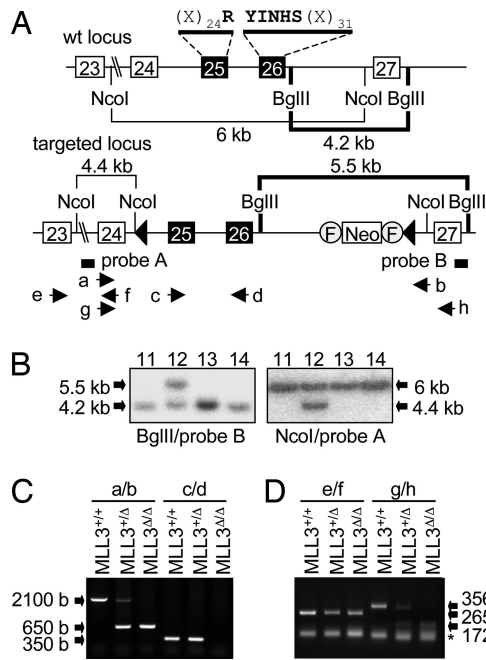 A
(X)24R YINHS(X)31
wt locus
23 24 25 26 27
NcoI BglII NcoI BglII
6 kb
4.2 kb
targeted locus
4.4 kb
5.5 kb
NcoI NcoI BglII NcoI BglII
23 24 25 26 F Neo F 27
probe A probe B
a b
e f c d
g h
B
11 12 13 14 11 12 13 14
5.5 kb 6 kb
4.2 kb 4.4 kb
BglII/probe B NcoI/probe A
C
a/b c/d
MLL3+/+ MLL3+/Δ MLL3Δ/Δ MLL3+/+ MLL3+/Δ MLL3Δ/Δ
2100 b
650 b
350 b
D
e/f g/h
MLL3+/+ MLL3+/Δ MLL3Δ/Δ MLL3+/+ MLL3+/Δ MLL3Δ/Δ
356
265
* 172